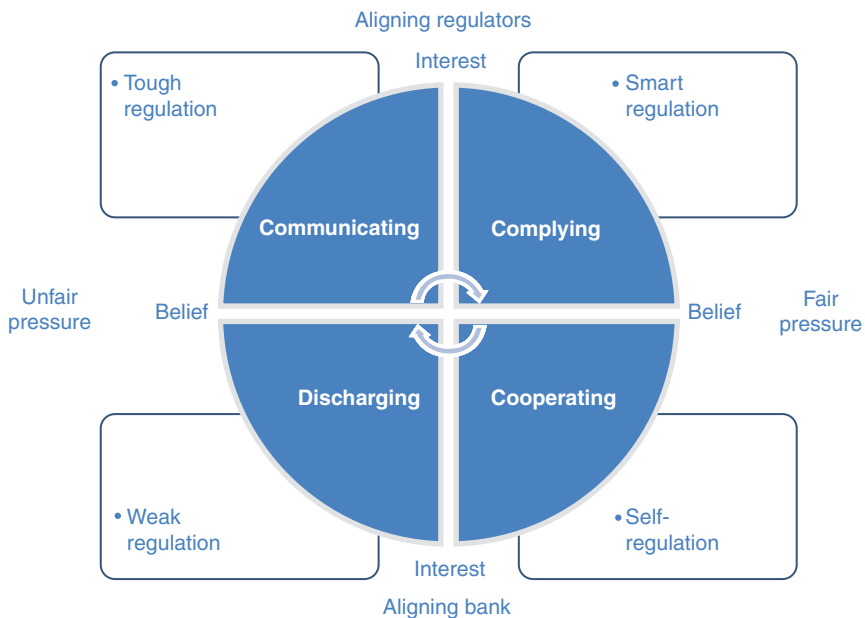 Aligning regulators
Interest
• Tough
regulation
• Smart
regulation
Communicating
Complying
Unfair
pressure
Belief
Belief
Fair
pressure
Discharging
Cooperating
• Weak
regulation
• Self-
regulation
Interest
Aligning bank